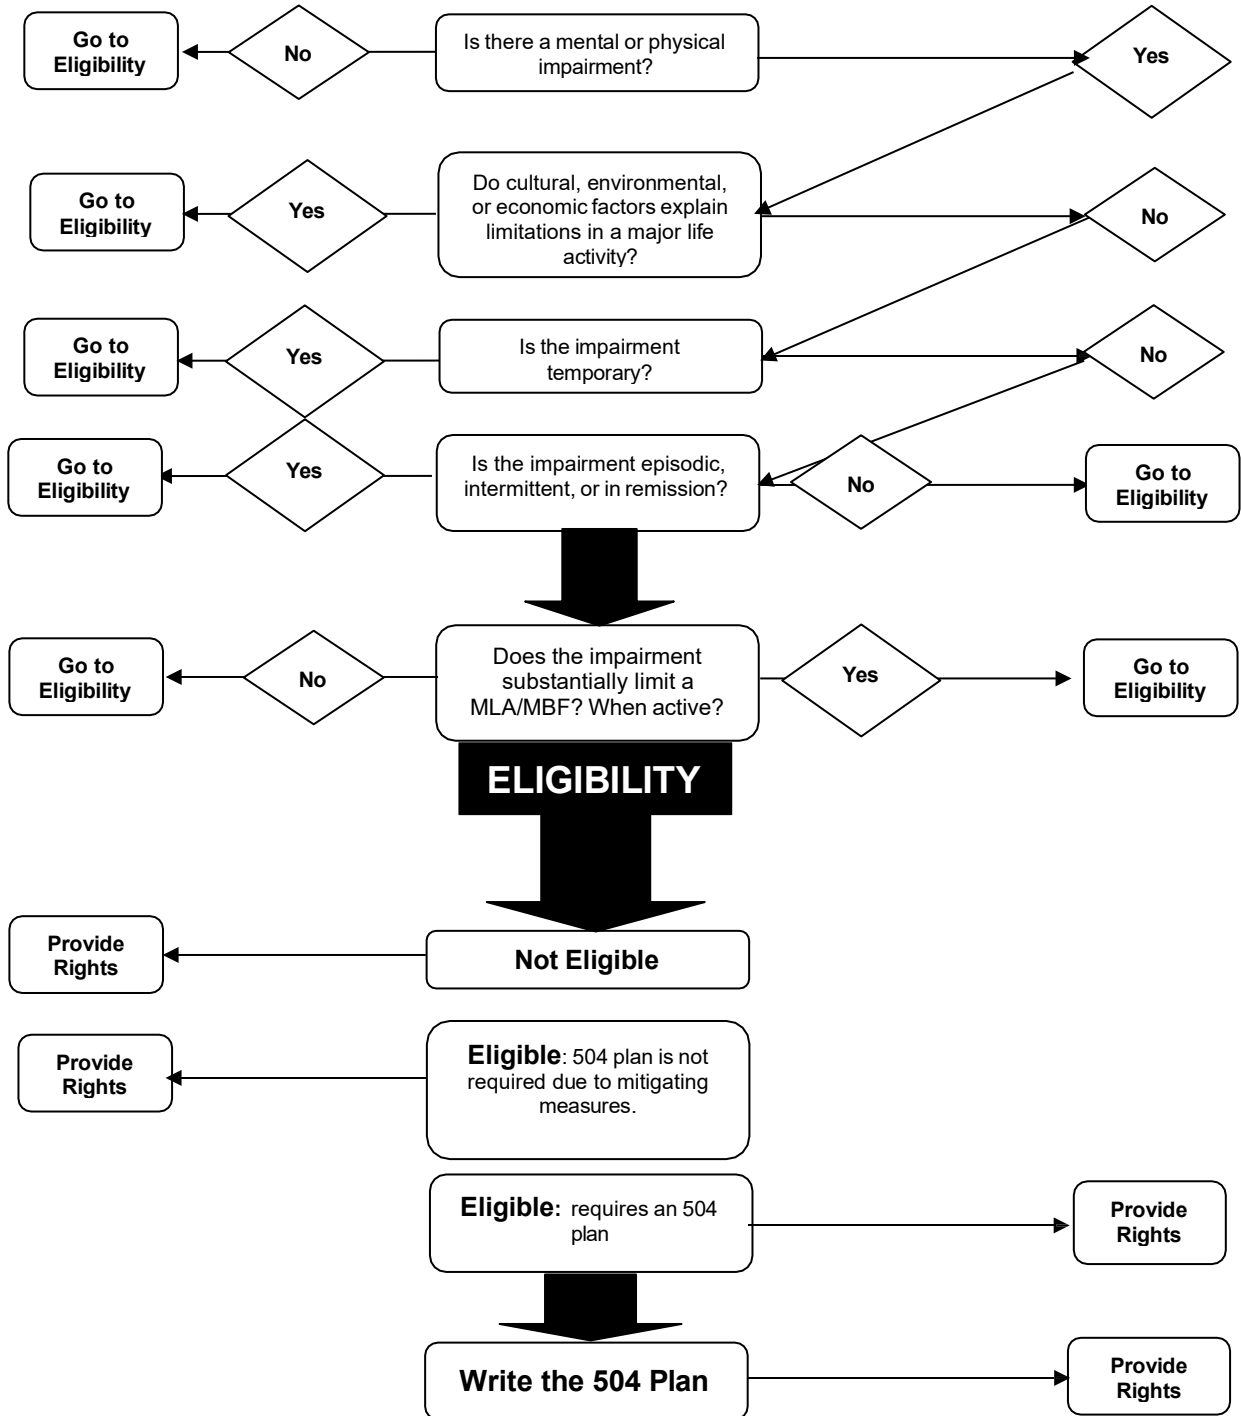 Go to
Eligibility
No
Is there a mental or physical
impairment?
Yes
Go to
Eligibility
Yes
Do cultural, environmental,
or economic factors explain
limitations in a major life
activity?
No
Go to
Eligibility
Yes
Is the impairment
temporary?
No
Go to
Eligibility
Yes
Is the impairment episodic,
intermittent, or in remission?
No
Go to
Eligibility
Go to
Eligibility
No
Does the impairment
substantially limit a
MLA/MBF? When active?
Yes
Go to
Eligibility
ELIGIBILITY
Provide
Rights
Not Eligible
Provide
Rights
Eligible: 504 plan is not
required due to mitigating
measures.
Eligible: requires an 504
plan
Provide
Rights
Write the 504 Plan
Provide
Rights